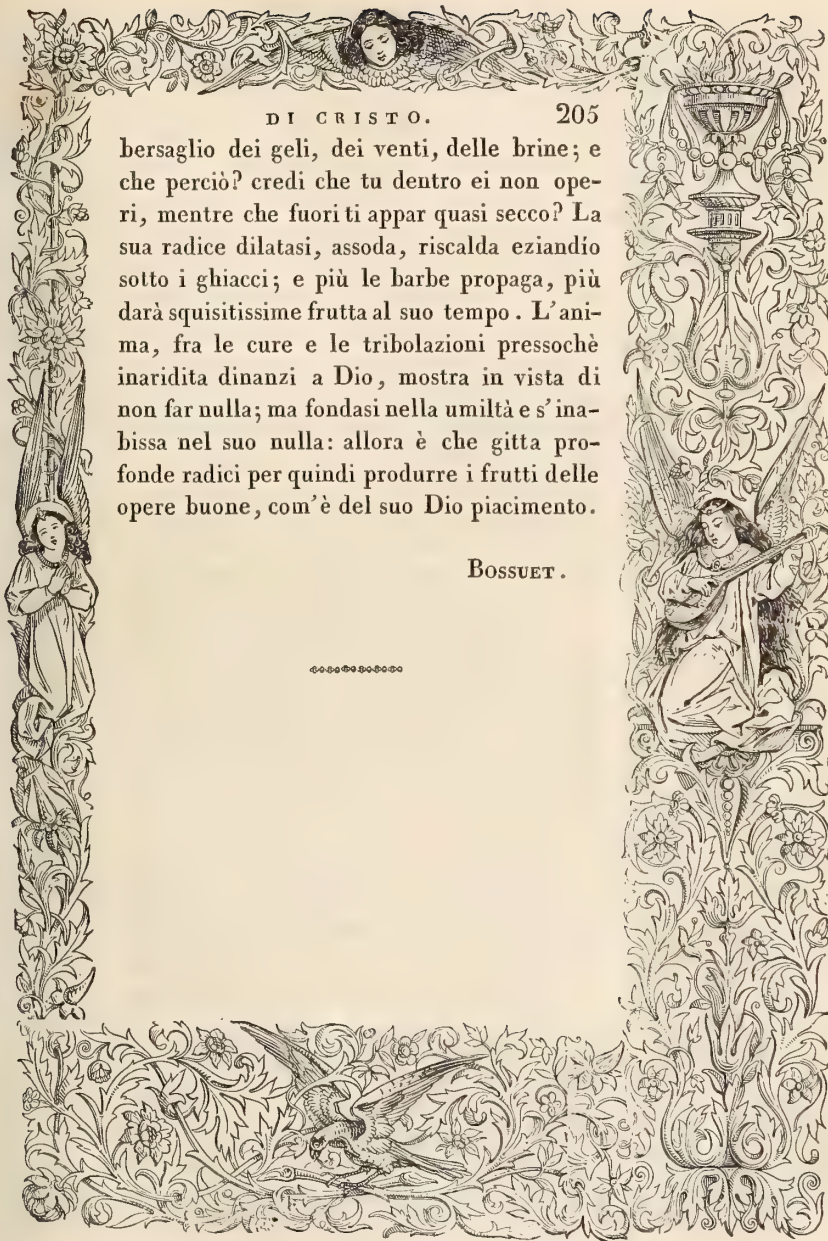 DI CRISTO. 205
bersaglio dei geli, dei venti, delle brine; e
che perciò? credi che tu dentro ei non ope-
ri, mentre che fuori ti appar quasi secco? La
sua radice dilatasi, assoda, riscalda eziandío
sotto i ghiacci; e più le barbe propaga, più
darà squisitissime frutta al suo tempo. L'ani-
ma, fra le cure e le tribolazioni pressochè
inaridita dinanzi a Dio, mostra in vista di
non far nulla; ma fondasi nella umiltà e s'ina-
bissa nel suo nulla: allora è che gitta pro-
fonde radici per quindi produrre i frutti delle
opere buone, com'è del suo Dio piacimento.
BOSSUET.